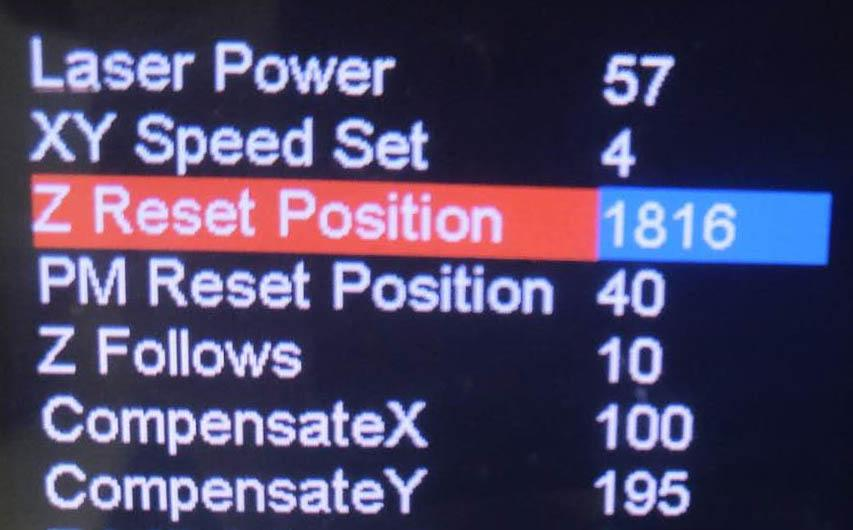 Laser Power 57
XY Speed Set 4
Z Reset Position 1816
PM Reset Position 40
Z Follows 10
CompensateX 100
CompensateY 195